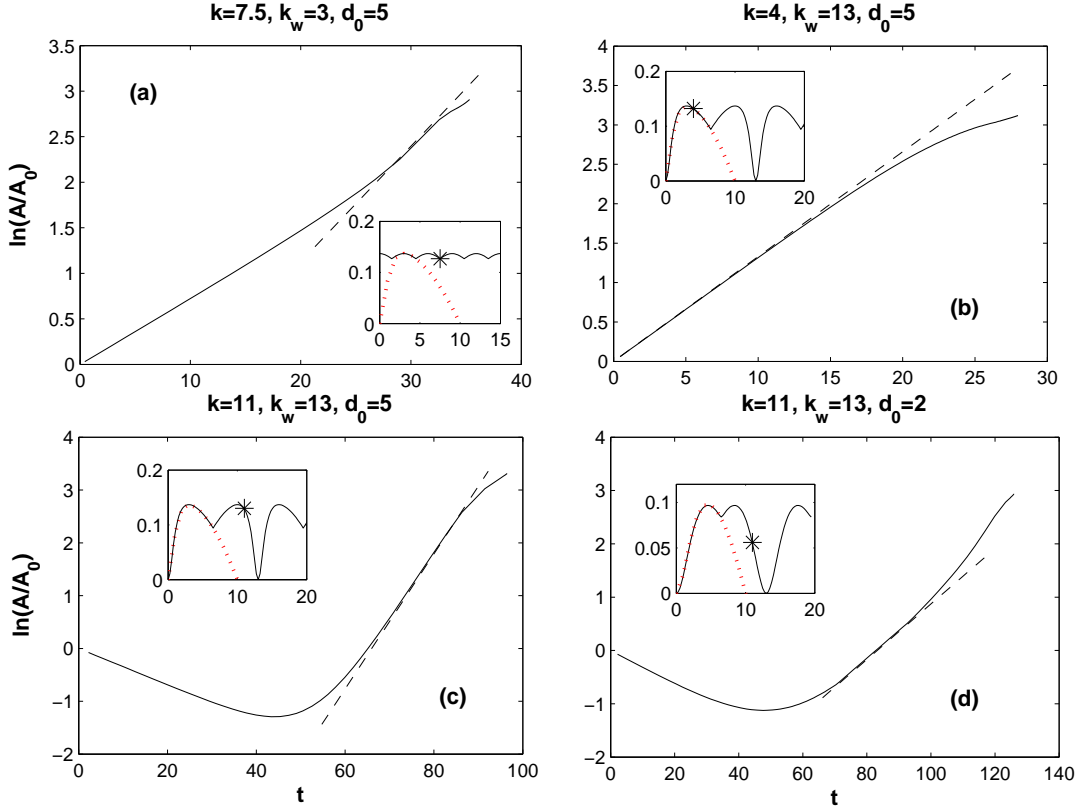 k=7.5, k_w=3, d_0=5
3.5
3
2.5
2
1.5
1
0.5
0
ln(A/A_0)
(a)
0.2
0.1
0
0 5 10 15
0 10 20 30 40
k=4, k_w=13, d_0=5
4
3.5
3
2.5
2
1.5
1
0.5
0
0.2
0.1
0
0 10 20
(b)
0 5 10 15 20 25 30
k=11, k_w=13, d_0=5
4
3
2
1
0
−1
−2
ln(A/A_0)
0.2
0.1
0
0 10 20
(c)
0 20 40 60 80 100
t
k=11, k_w=13, d_0=2
4
3
2
1
0
−1
−2
0.1
0.05
0
0 10 20
(d)
0 20 40 60 80 100 120 140
t